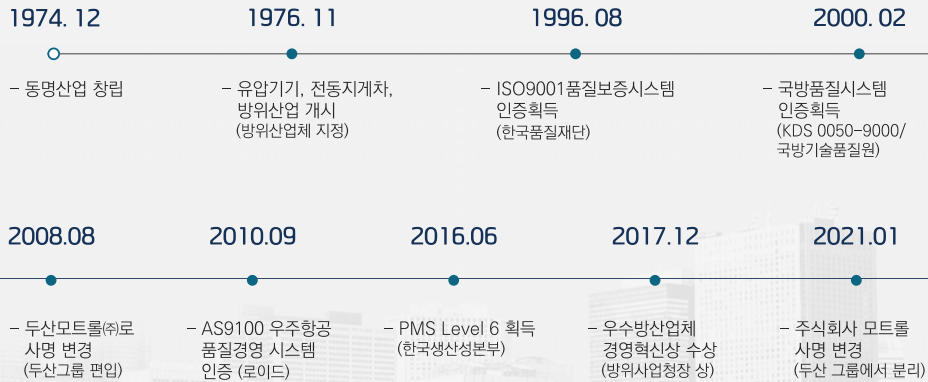 1974. 12
1976. 11
1996. 08
2000. 02
– 동명산업 창립
– 유압기기, 전동지게차,
방위산업 개시
(방위산업체 지정)
– ISO9001품질보증시스템
인증획득
(한국품질재단)
– 국방품질시스템
인증획득
(KDS 0050-9000/
국방기술품질원)
2008.08
2010.09
2016.06
2017.12
2021.01
– 두산모트롤㈜로
사명 변경
(두산그룹 편입)
– AS9100 우주항공
품질경영 시스템
인증 (로이드)
– PMS Level 6 획득
(한국생산성본부)
– 우수방산업체
경영혁신상 수상
(방위사업청장 상)
– 주식회사 모트롤
사명 변경
(두산 그룹에서 분리)